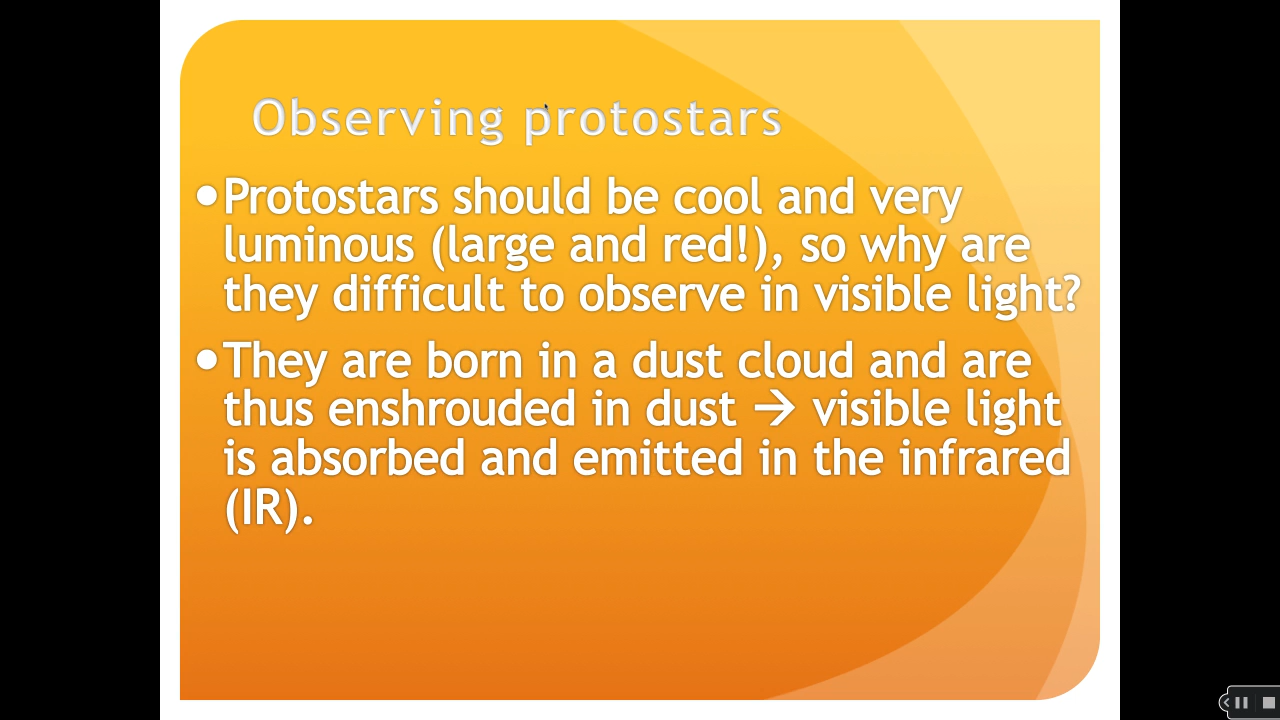 Observing protostars
•Protostars should be cool and very
luminous (large and red!), so why are
they difficult to observe in visible light?
•They are born in a dust cloud and are
thus enshrouded in dust → visible light
is absorbed and emitted in the infrared
(IR).